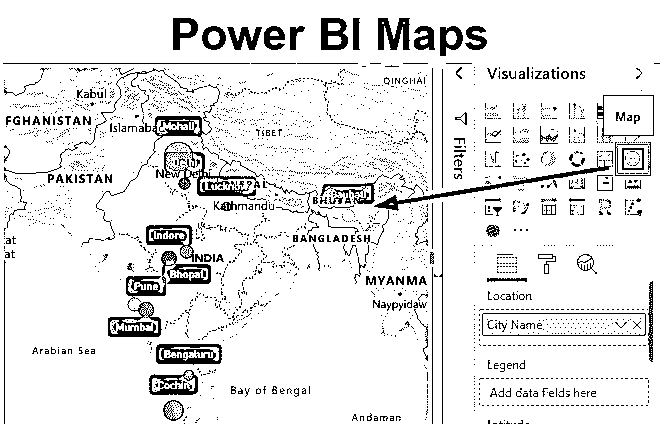 Power BI Maps
QINGHAI
Kabul
FGHANISTAN
Islamabad
Mohali
TIBET
PAKISTAN
New Delhi
Lucknow
Kathmandu
BHUTAN
BANGLADESH
Indore
INDIA
Bhopal
Pune
MYANMA
Naypyidaw
Mumbai
Arabian Sea
Bengaluru
Cochin
Bay of Bengal
Andaman
at
at
Filters
Visualizations
Map
Location
City Name
Legend
Add data fields here